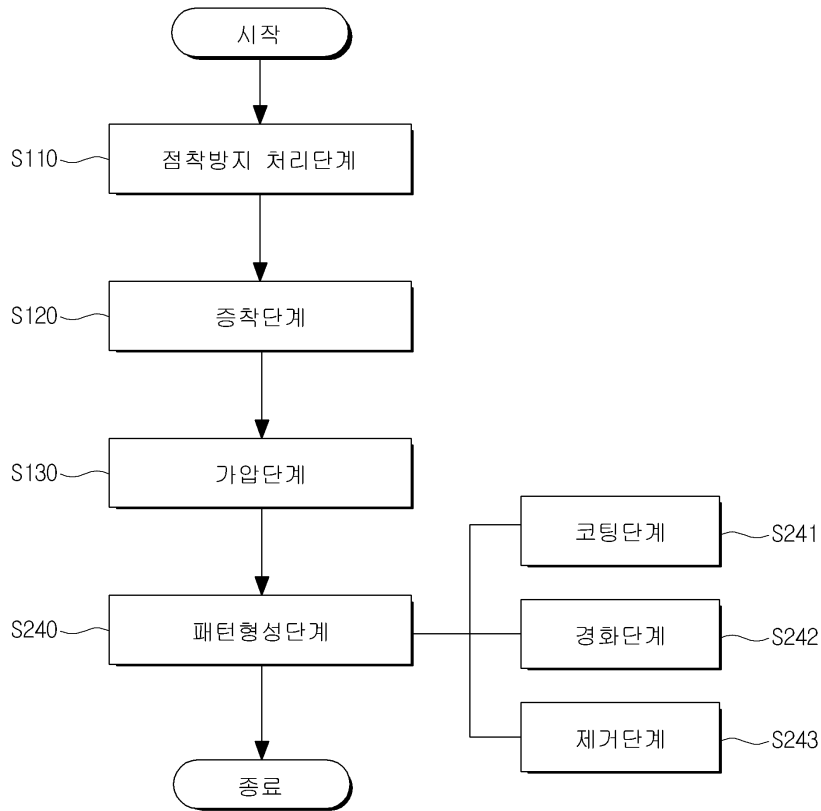 시작
S110
점착방지 처리단계
S120
증착단계
S130
가압단계
코팅단계
S241
S240
패턴형성단계
경화단계
S242
제거단계
S243
종료